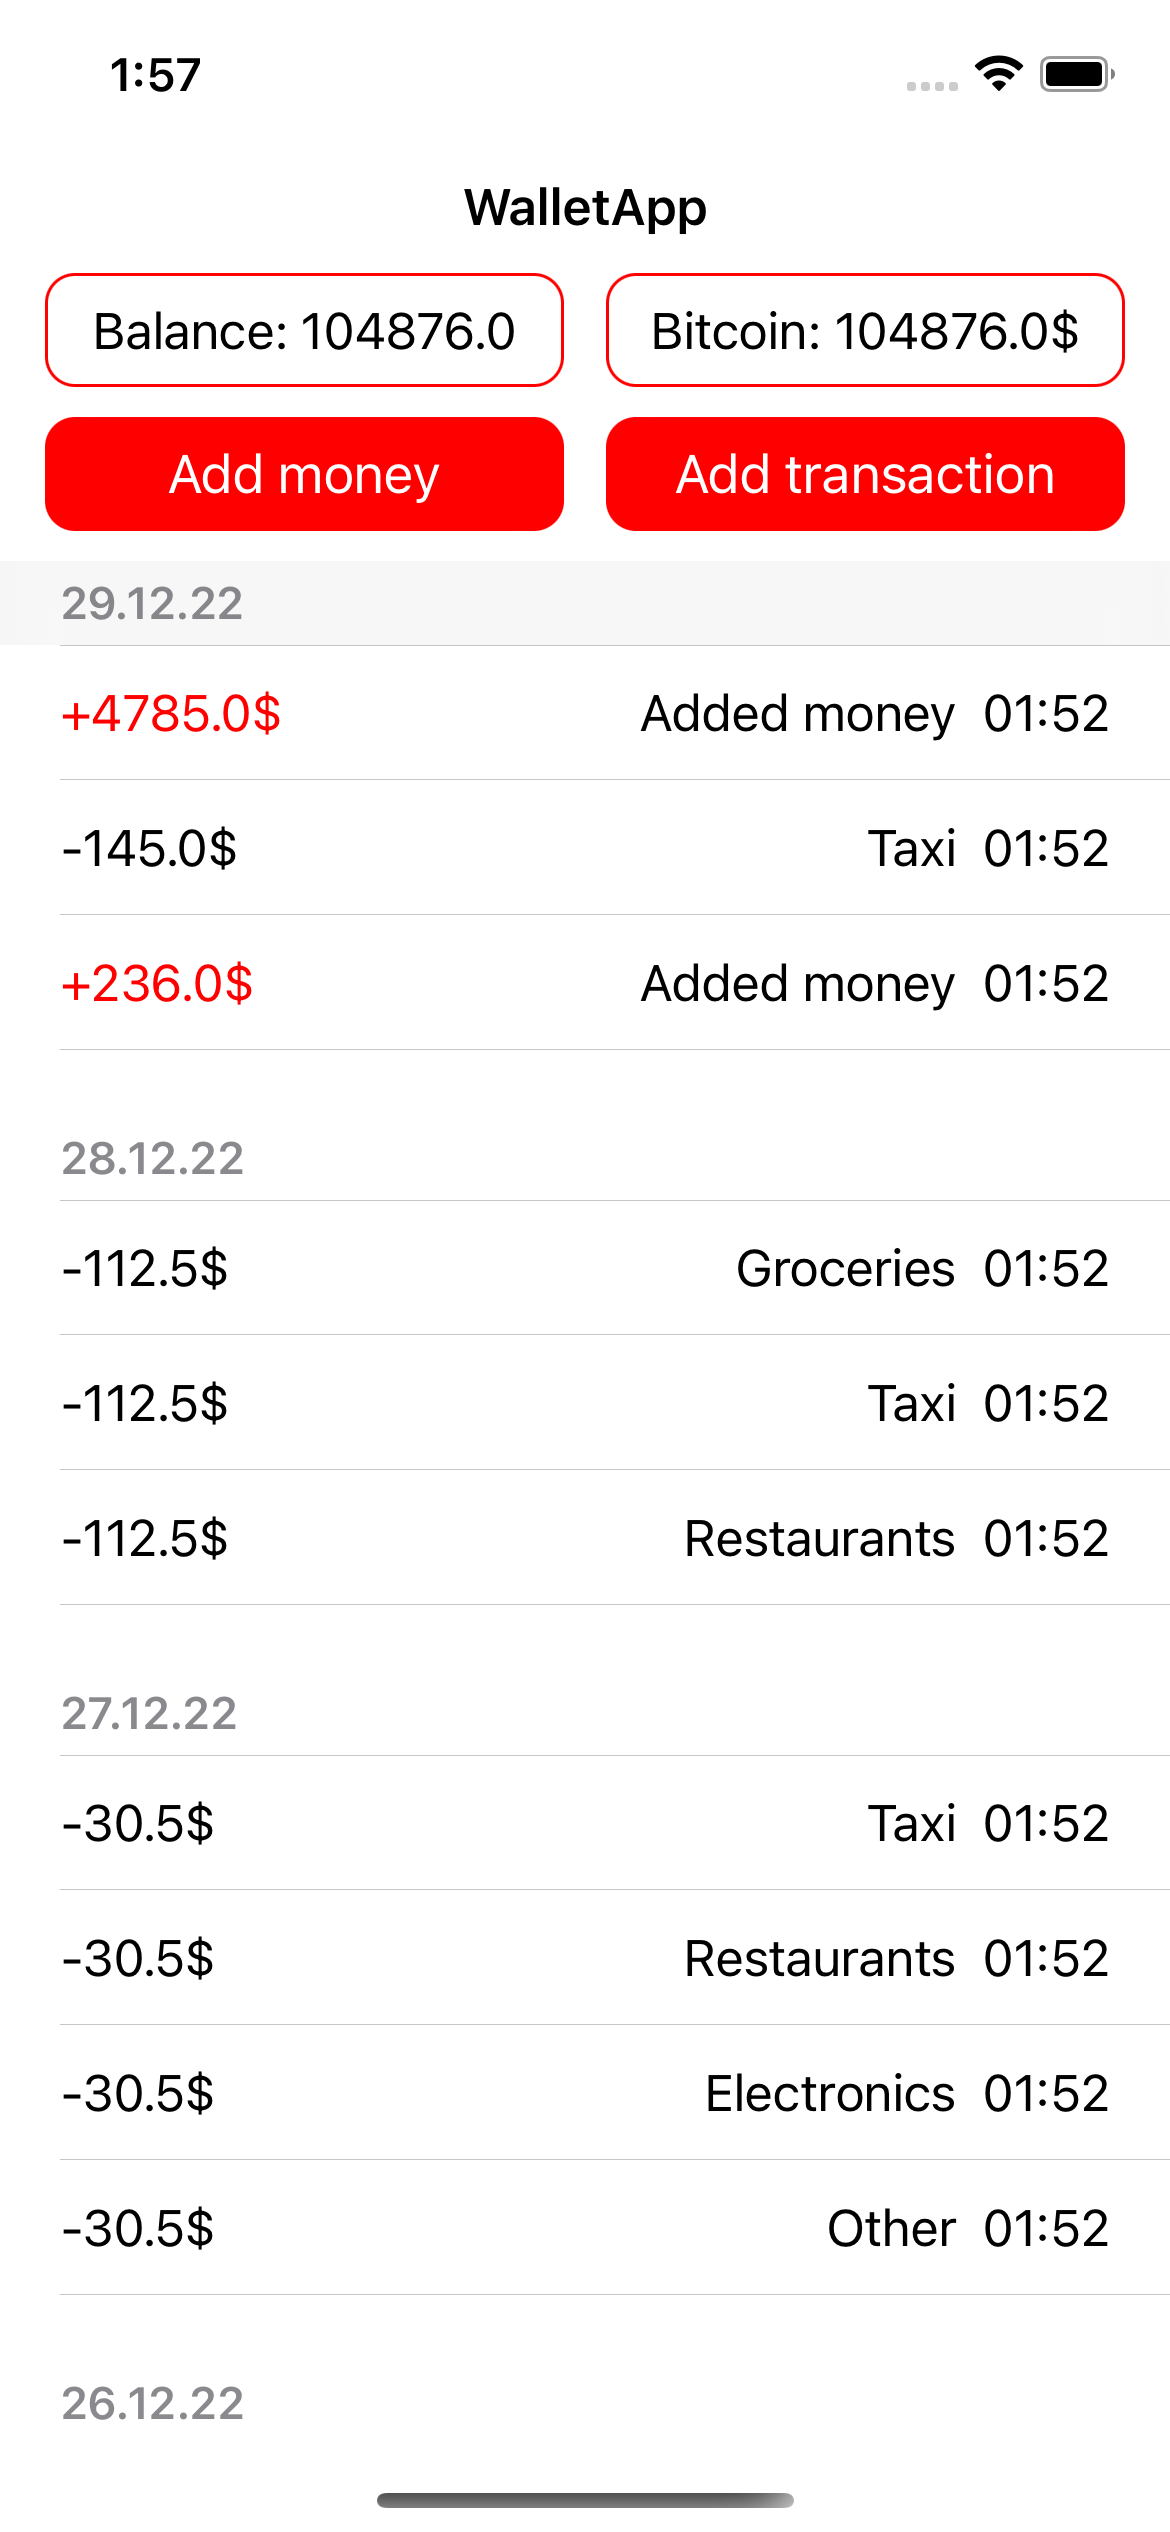 1:57
WalletApp
Balance: 104876.0
Bitcoin: 104876.0$
Add money
Add transaction
29.12.22
+4785.0$ Added money 01:52
-145.0$ Taxi 01:52
+236.0$ Added money 01:52
28.12.22
-112.5$ Groceries 01:52
-112.5$ Taxi 01:52
-112.5$ Restaurants 01:52
27.12.22
-30.5$ Taxi 01:52
-30.5$ Restaurants 01:52
-30.5$ Electronics 01:52
-30.5$ Other 01:52
26.12.22